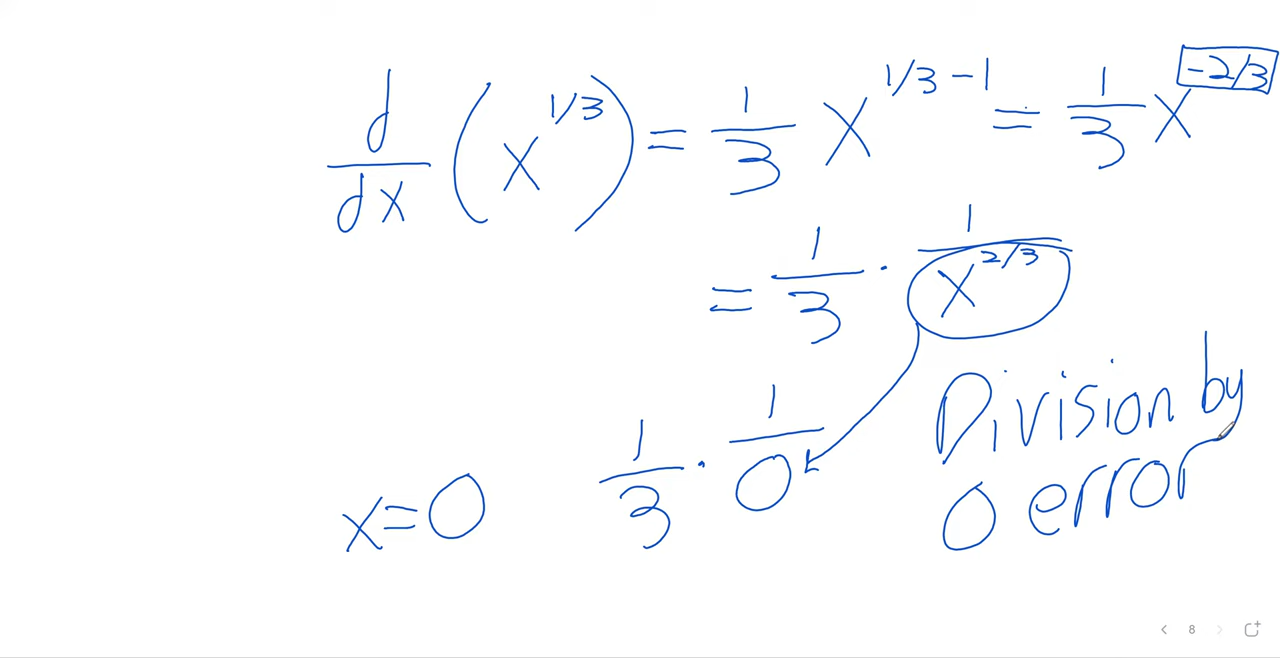 d/dx (x^1/3) = 1/3 x^1/3 - 1 = 1/3 x^-2/3
= 1/3 · 1/x^2/3
x = 0 1/3 · 1/0
Division by
0 error
< 8 >